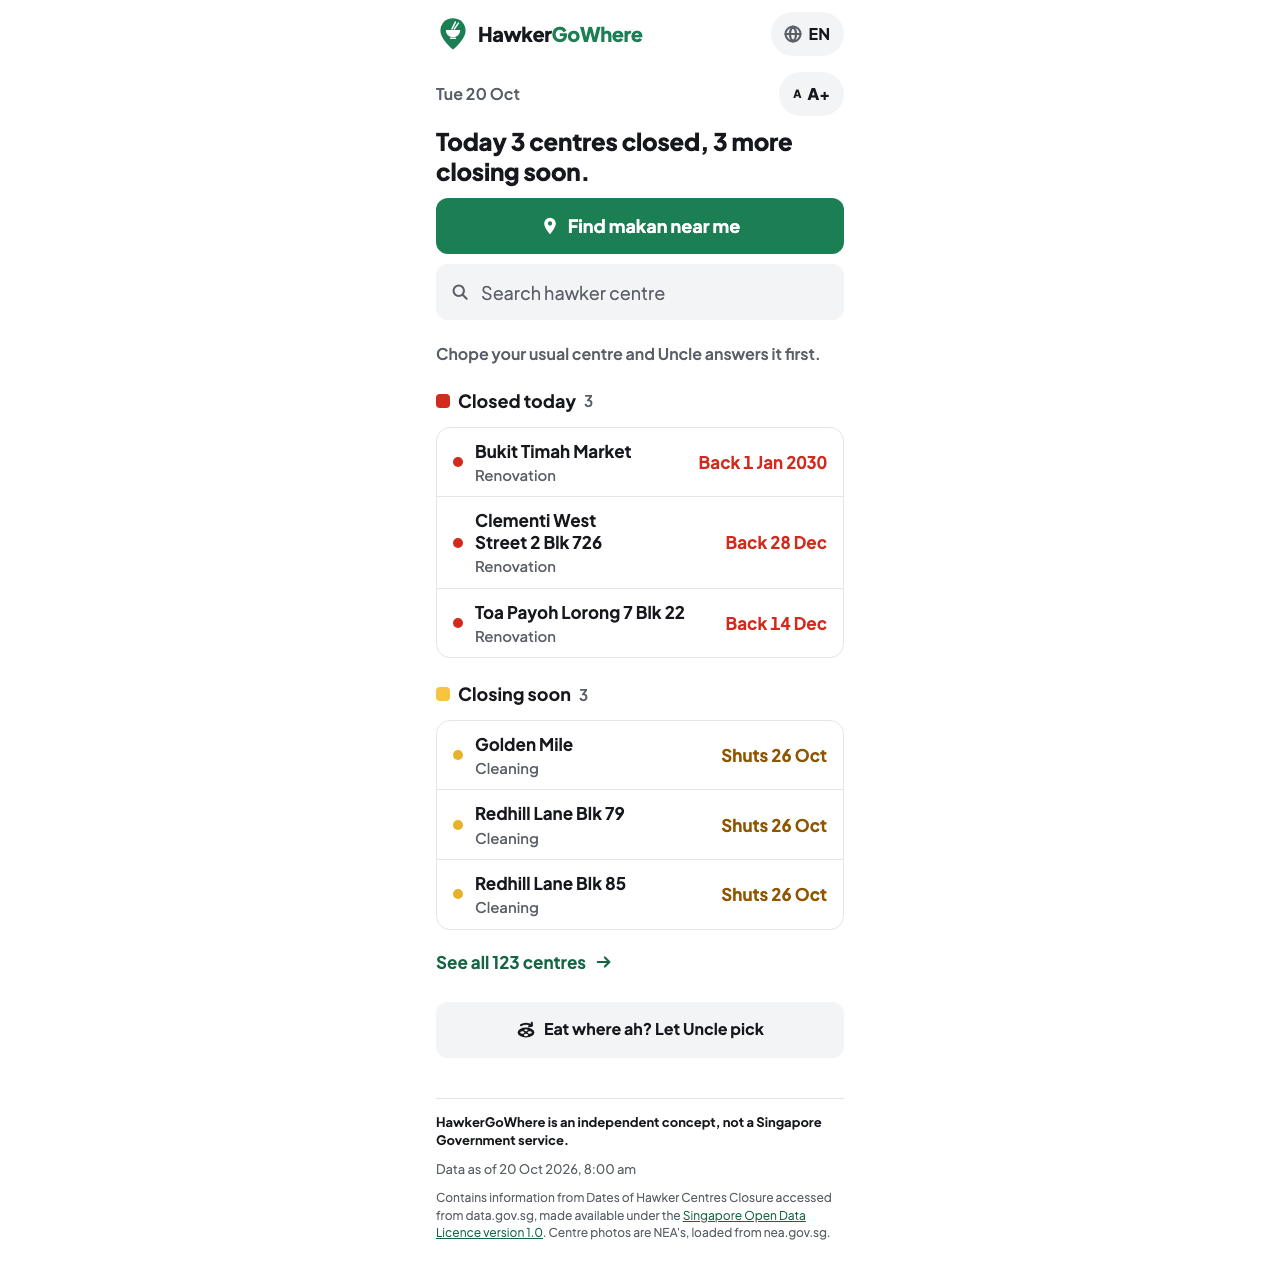 HawkerGoWhere
EN
Tue 20 Oct
A A+
Today 3 centres closed, 3 more
closing soon.
Find makan near me
Search hawker centre
Chope your usual centre and Uncle answers it first.
Closed today 3
Bukit Timah Market
Renovation
Back 1 Jan 2030
Clementi West
Street 2 Blk 726
Renovation
Back 28 Dec
Toa Payoh Lorong 7 Blk 22
Renovation
Back 14 Dec
Closing soon 3
Golden Mile
Cleaning
Shuts 26 Oct
Redhill Lane Blk 79
Cleaning
Shuts 26 Oct
Redhill Lane Blk 85
Cleaning
Shuts 26 Oct
See all 123 centres
Eat where ah? Let Uncle pick
HawkerGoWhere is an independent concept, not a Singapore
Government service.
Data as of 20 Oct 2026, 8:00 am
Contains information from Dates of Hawker Centres Closure accessed
from data.gov.sg, made available under the Singapore Open Data
Licence version 1.0. Centre photos are NEA's, loaded from nea.gov.sg.